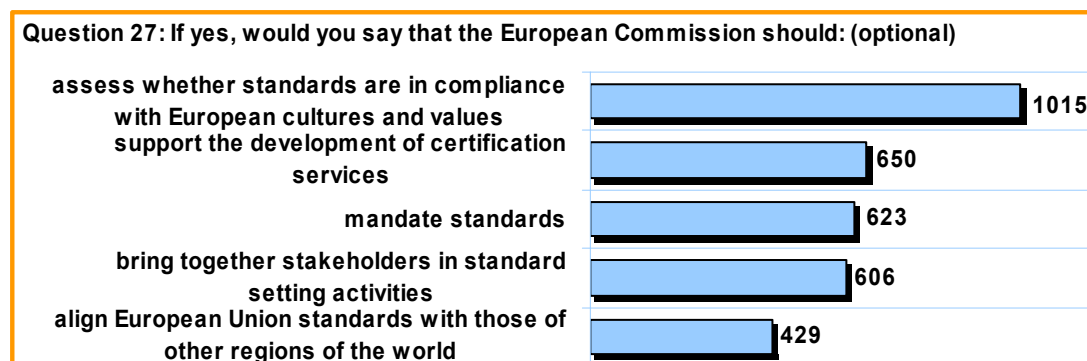 Question 27: If yes, would you say that the European Commission should: (optional)
assess whether standards are in compliance
with European cultures and values
1015
support the development of certification
services
650
mandate standards
623
bring together stakeholders in standard
setting activities
606
align European Union standards with those of
other regions of the world
429